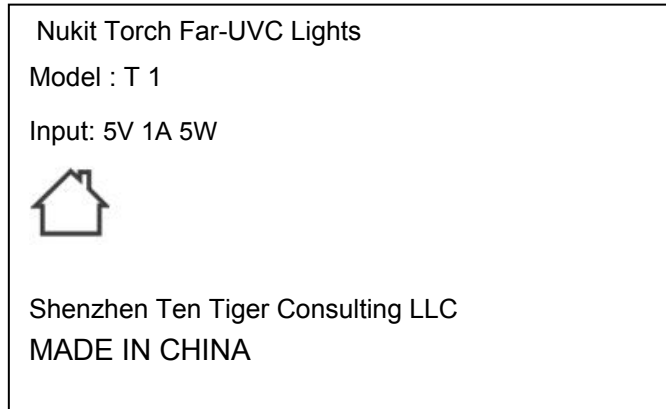 Nukit Torch Far-UVC Lights
Model : T 1
Input: 5V 1A 5W
Shenzhen Ten Tiger Consulting LLC
MADE IN CHINA